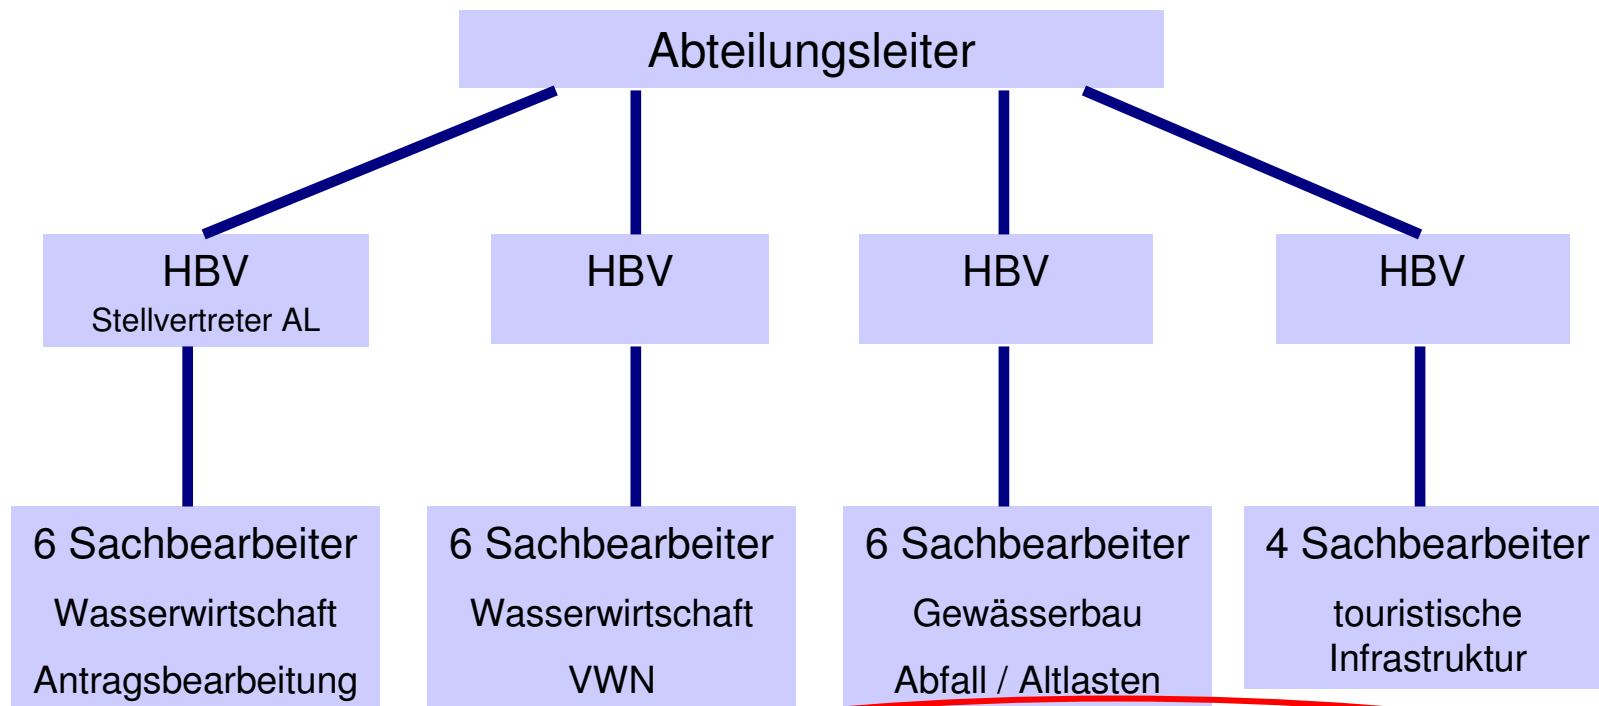 Abteilungsleiter
HBV
Stellvertreter AL
HBV
HBV
HBV
6 Sachbearbeiter
Wasserwirtschaft
Antragsbearbeitung
6 Sachbearbeiter
Wasserwirtschaft
VWN
6 Sachbearbeiter
Gewässerbau
Abfall / Altlasten
4 Sachbearbeiter
touristische
Infrastruktur